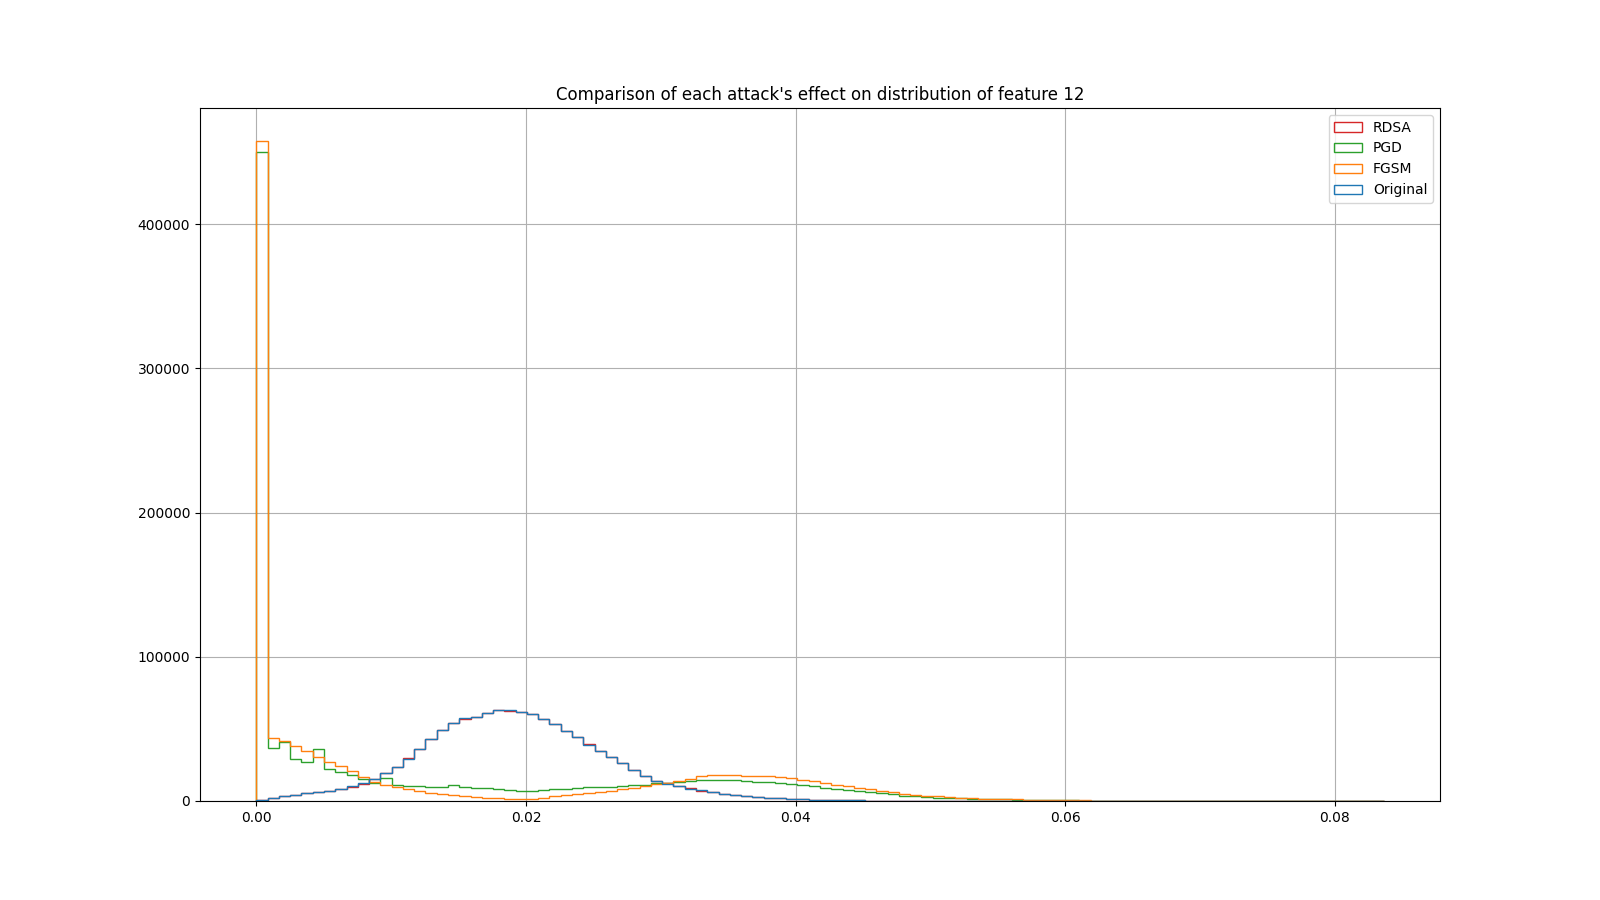 Comparison of each attack's effect on distribution of feature 12
RDSA
PGD
FGSM
Original
400000
300000
200000
100000
0
0.00 0.02 0.04 0.06 0.08